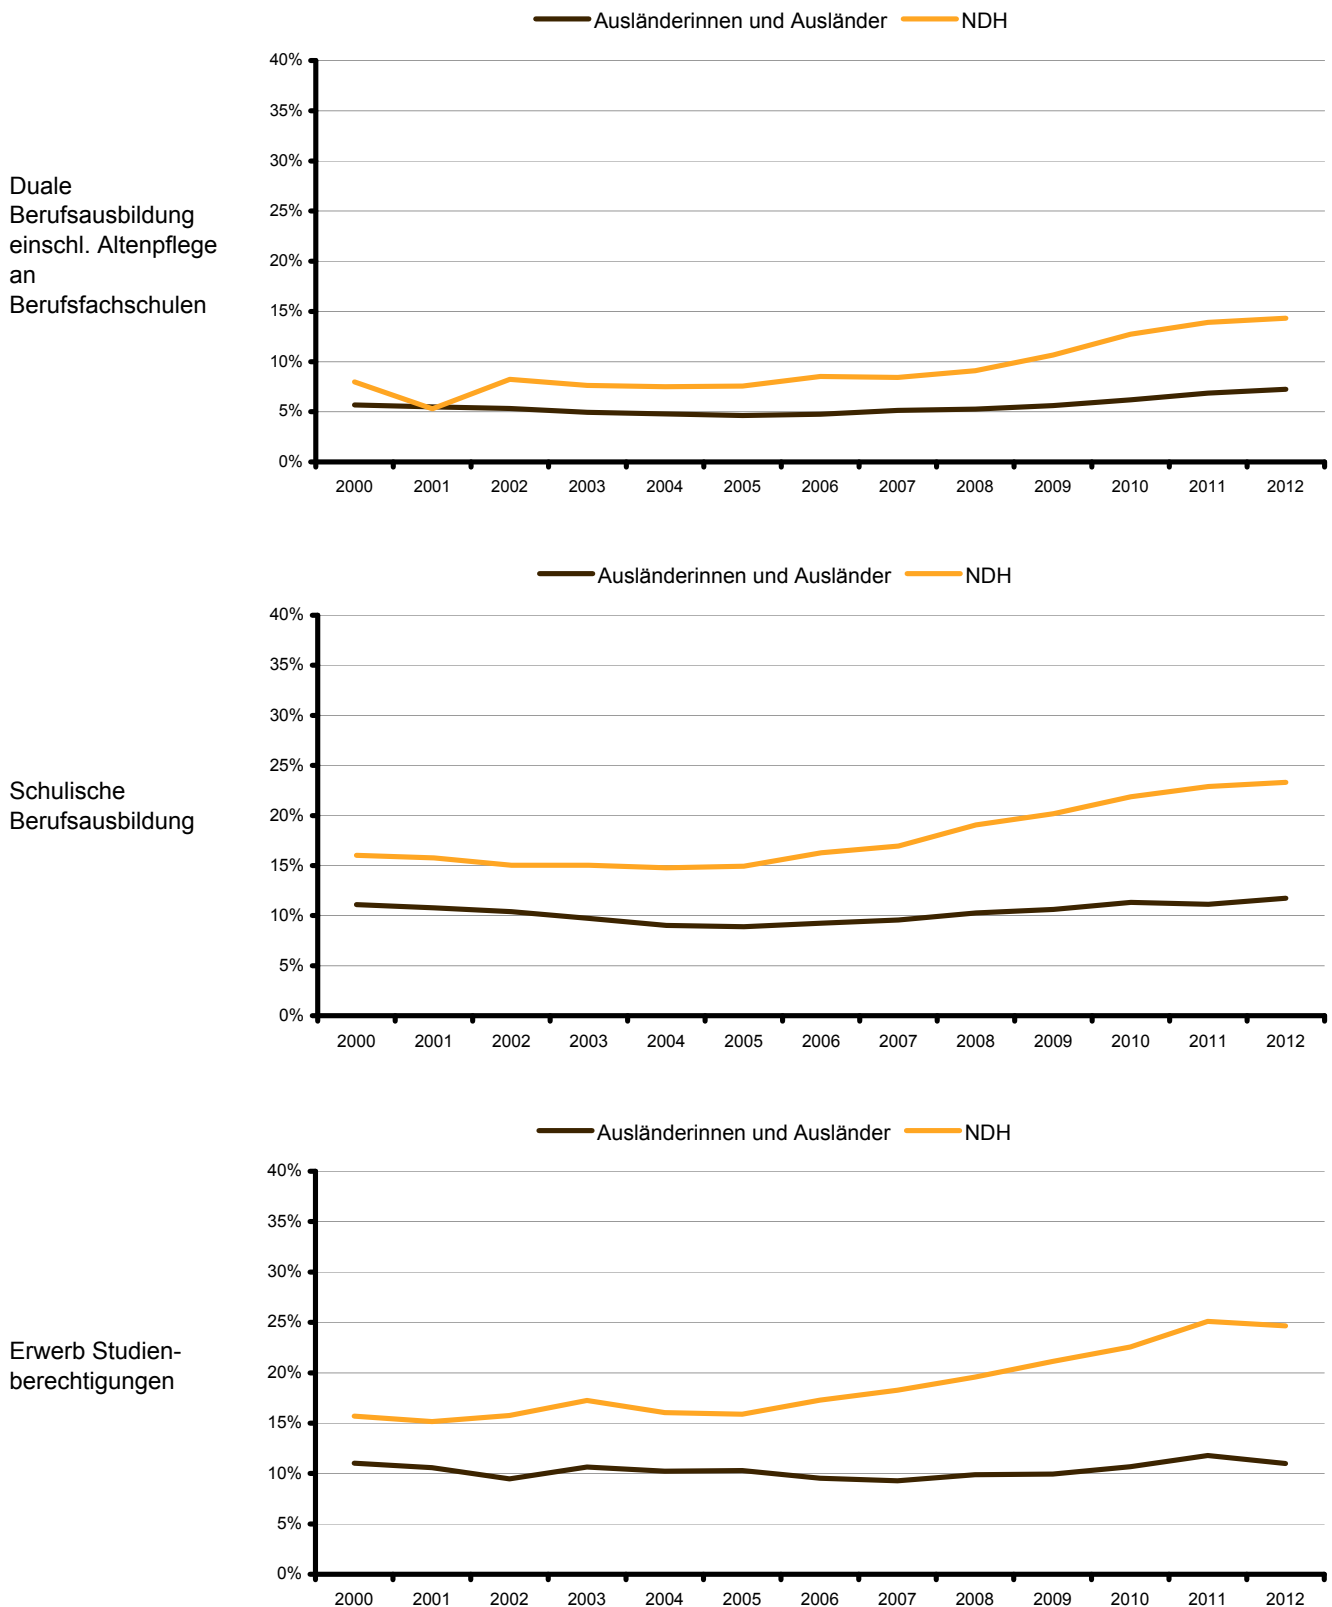 Ausländerinnen und Ausländer NDH
40%
35%
30%
25%
20%
15%
10%
5%
0%
Duale
Berufsausbildung
einschl. Altenpflege
an
Berufsfachschulen
2000 2001 2002 2003 2004 2005 2006 2007 2008 2009 2010 2011 2012
Ausländerinnen und Ausländer NDH
40%
35%
30%
25%
20%
15%
10%
5%
0%
Schulische
Berufsausbildung
2000 2001 2002 2003 2004 2005 2006 2007 2008 2009 2010 2011 2012
Ausländerinnen und Ausländer NDH
40%
35%
30%
25%
20%
15%
10%
5%
0%
Erwerb Studien-
berechtigungen
2000 2001 2002 2003 2004 2005 2006 2007 2008 2009 2010 2011 2012